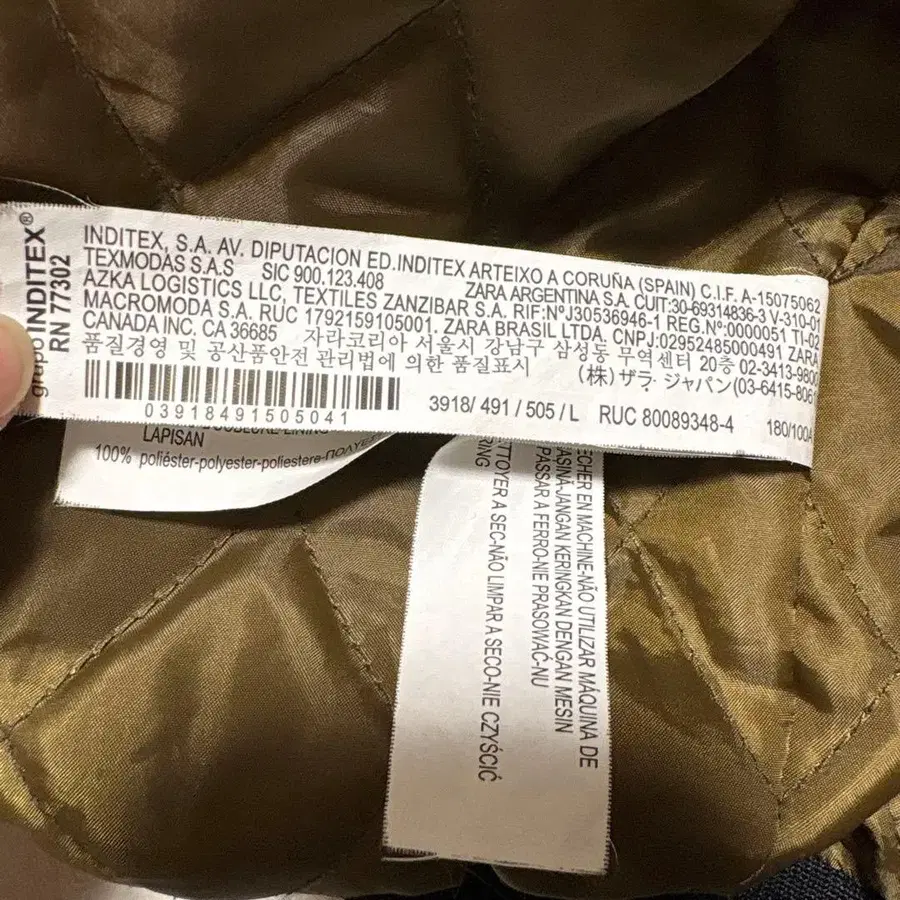 grupo INDITEX®
RN 77302
INDITEX, S.A. AV. DIPUTACION ED.INDITEX ARTEIXO A CORUÑA (SPAIN) C.I.F. A-15075062
TEXMODAS S.A.S SIC 900.123.408 ZARA ARGENTINA S.A. CUIT:30-69314836-3 V-310-01
AZKA LOGISTICS LLC, TEXTILES ZANZIBAR S.A. RIF:Nº J30536946-1 REG.Nº:0000051 TI-02
MACROMODA S.A. RUC 1792159105001. ZARA BRASIL LTDA. CNPJ:02952485000491 ZARA
CANADA INC. CA 36685 자라코리아 서울시 강남구 삼성동 무역센터 20층 02-3413-9800
품질경영 및 공산품안전 관리법에 의한 품질표시 (株)ザラ・ジャパン(03-6415-8061
03918491505041
3918/ 491 / 505 / L RUC 80089348-4 180/100A
LAPISAN
100% poliéster-polyester-poliestere-ПОЛИ
ECHER EN MACHINE-NÃO UTILIZAR MÁQUINA DE
ASINA-JANGAN KERINGKAN DENGAN MESIN
PASSAR A FERRO-NIE PRASOWAĆ-NU
ETTOYER A SEC-NÃO LIMPAR A SECO-NIE CZYŚCIĆ
RING